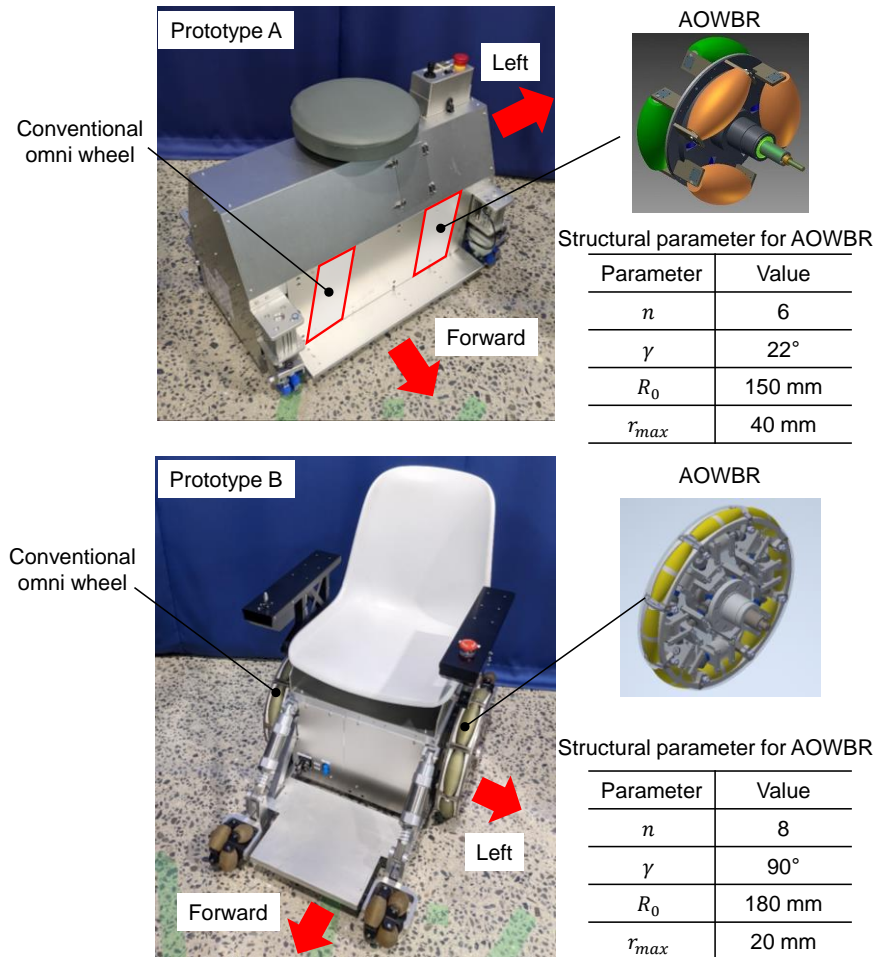 Prototype A
Left
Conventional
omni wheel
Forward
AOWBR
Structural parameter for AOWBR
Parameter Value
n 6
γ 22°
R₀ 150 mm
rₘₐₓ 40 mm
Prototype B
Conventional
omni wheel
Left
Forward
AOWBR
Structural parameter for AOWBR
Parameter Value
n 8
γ 90°
R₀ 180 mm
rₘₐₓ 20 mm